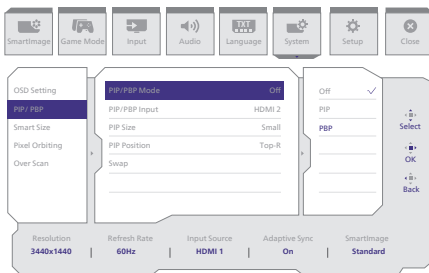 TXT
SmartImage Game Mode Input Audio Language System Setup Close
OSD Setting
PIP/ PBP
Smart Size
Pixel Orbiting
Over Scan
PIP/PBP Mode Off
PIP/PBP Input HDMI 2
PIP Size Small
PIP Position Top-R
Swap
Off
PIP
PBP
Select
OK
Back
Resolution Refresh Rate Input Source Adaptive Sync SmartImage
3440x1440 | 60Hz | HDMI 1 | On | Standard